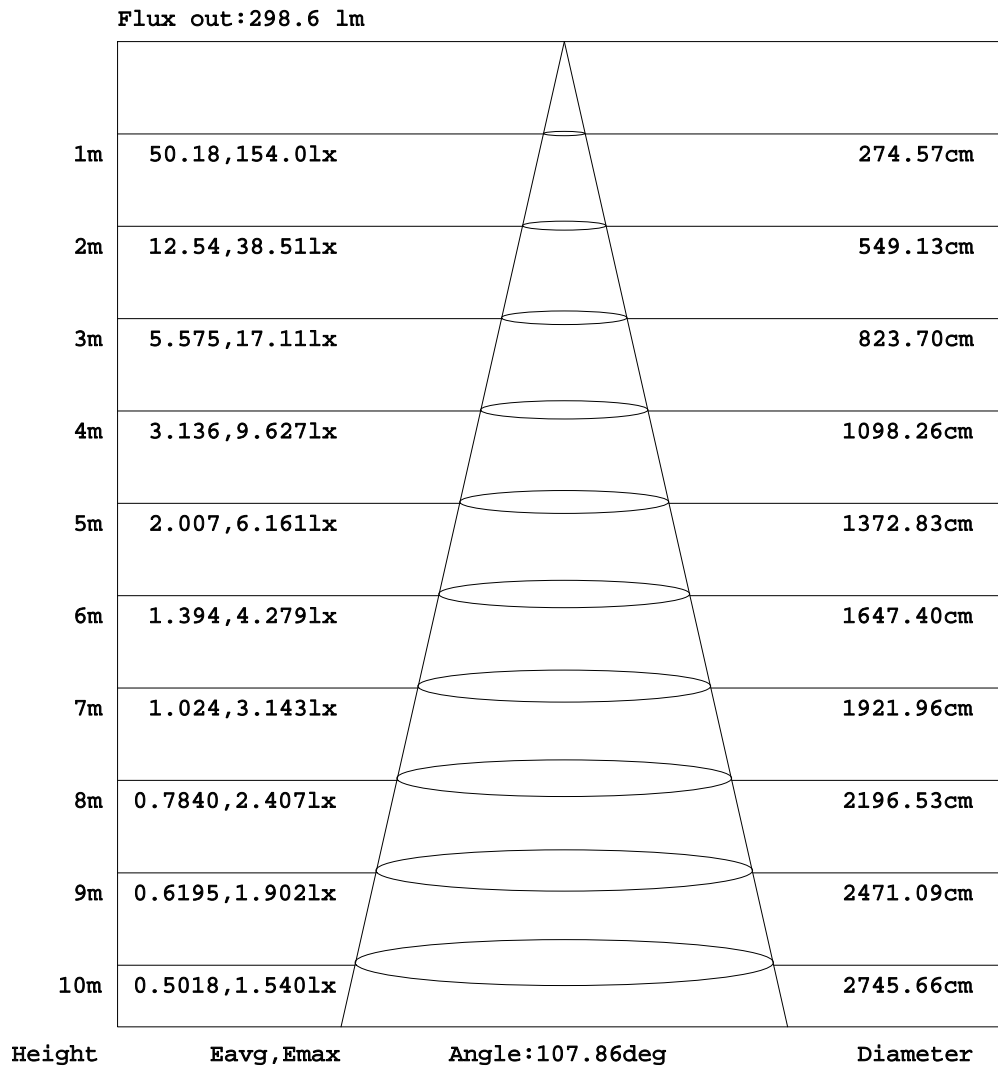 Flux out:298.6 lm
1m 50.18,154.0lx 274.57cm
2m 12.54,38.51lx 549.13cm
3m 5.575,17.11lx 823.70cm
4m 3.136,9.627lx 1098.26cm
5m 2.007,6.161lx 1372.83cm
6m 1.394,4.279lx 1647.40cm
7m 1.024,3.143lx 1921.96cm
8m 0.7840,2.407lx 2196.53cm
9m 0.6195,1.902lx 2471.09cm
10m 0.5018,1.540lx 2745.66cm
Height Eavg,Emax Angle:107.86deg Diameter